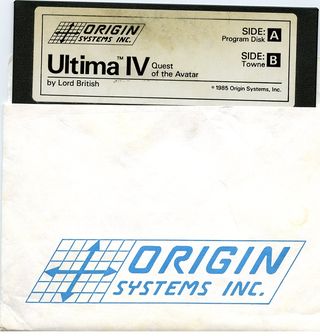 ORIGIN
SYSTEMS INC.
SIDE: A
Program Disk
Ultima™ IV Quest of the Avatar
SIDE: B
Towne
by Lord British
© 1985 Origin Systems, Inc.
ORIGIN
SYSTEMS INC.